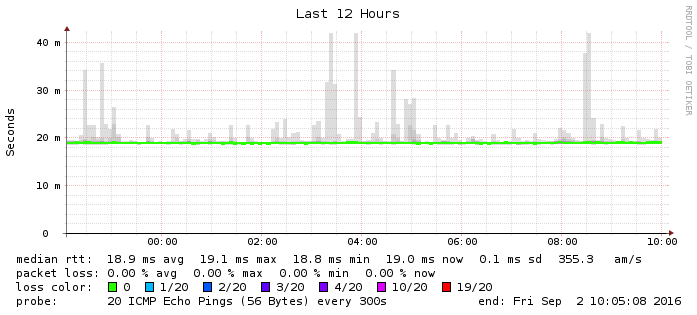 Last 12 Hours
RRDTOOL / TOBI OETIKER
Seconds
40 m
30 m
20 m
10 m
0
00:00 02:00 04:00 06:00 08:00 10:00
median rtt: 18.9 ms avg 19.1 ms max 18.8 ms min 19.0 ms now 0.1 ms sd 355.3 am/s
packet loss: 0.00 % avg 0.00 % max 0.00 % min 0.00 % now
loss color: 0 1/20 2/20 3/20 4/20 10/20 19/20
probe: 20 ICMP Echo Pings (56 Bytes) every 300s end: Fri Sep 2 10:05:08 2016